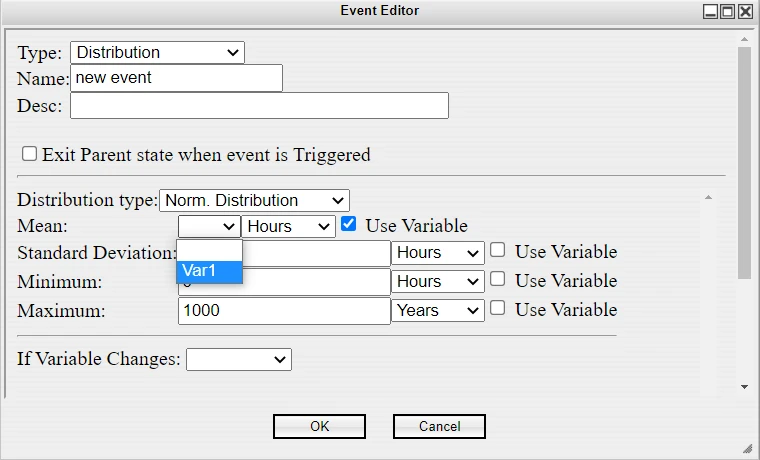 Event Editor
Type: Distribution
Name: new event
Desc:
Exit Parent state when event is Triggered
Distribution type: Norm. Distribution
Mean: Hours Use Variable
Standard Deviation: Hours Use Variable
Var1
Minimum: Hours Use Variable
Maximum: 1000 Years Use Variable
If Variable Changes:
OK Cancel